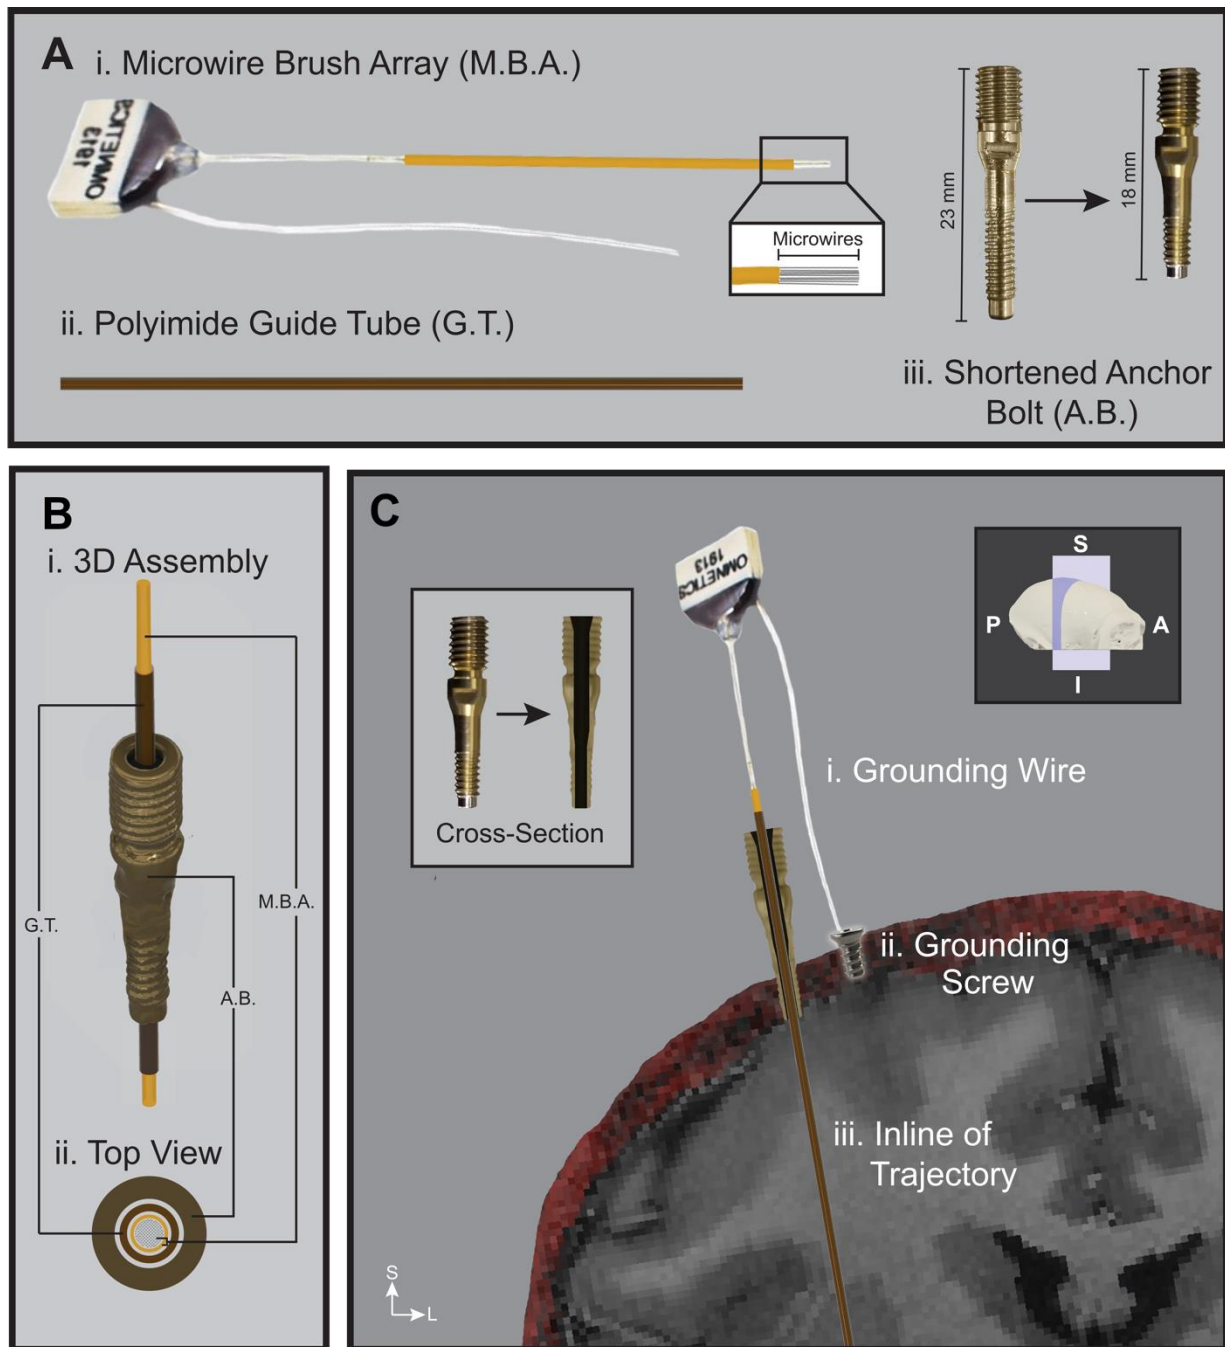 A
i. Microwire Brush Array (M.B.A.)
OMNETICS
1913
Microwires
ii. Polyimide Guide Tube (G.T.)
23 mm
18 mm
iii. Shortened Anchor
Bolt (A.B.)
B
i. 3D Assembly
G.T.
M.B.A.
A.B.
ii. Top View
C
OMNETICS
1913
Cross-Section
S
P
A
I
i. Grounding Wire
ii. Grounding
Screw
iii. Inline of
Trajectory
S
L